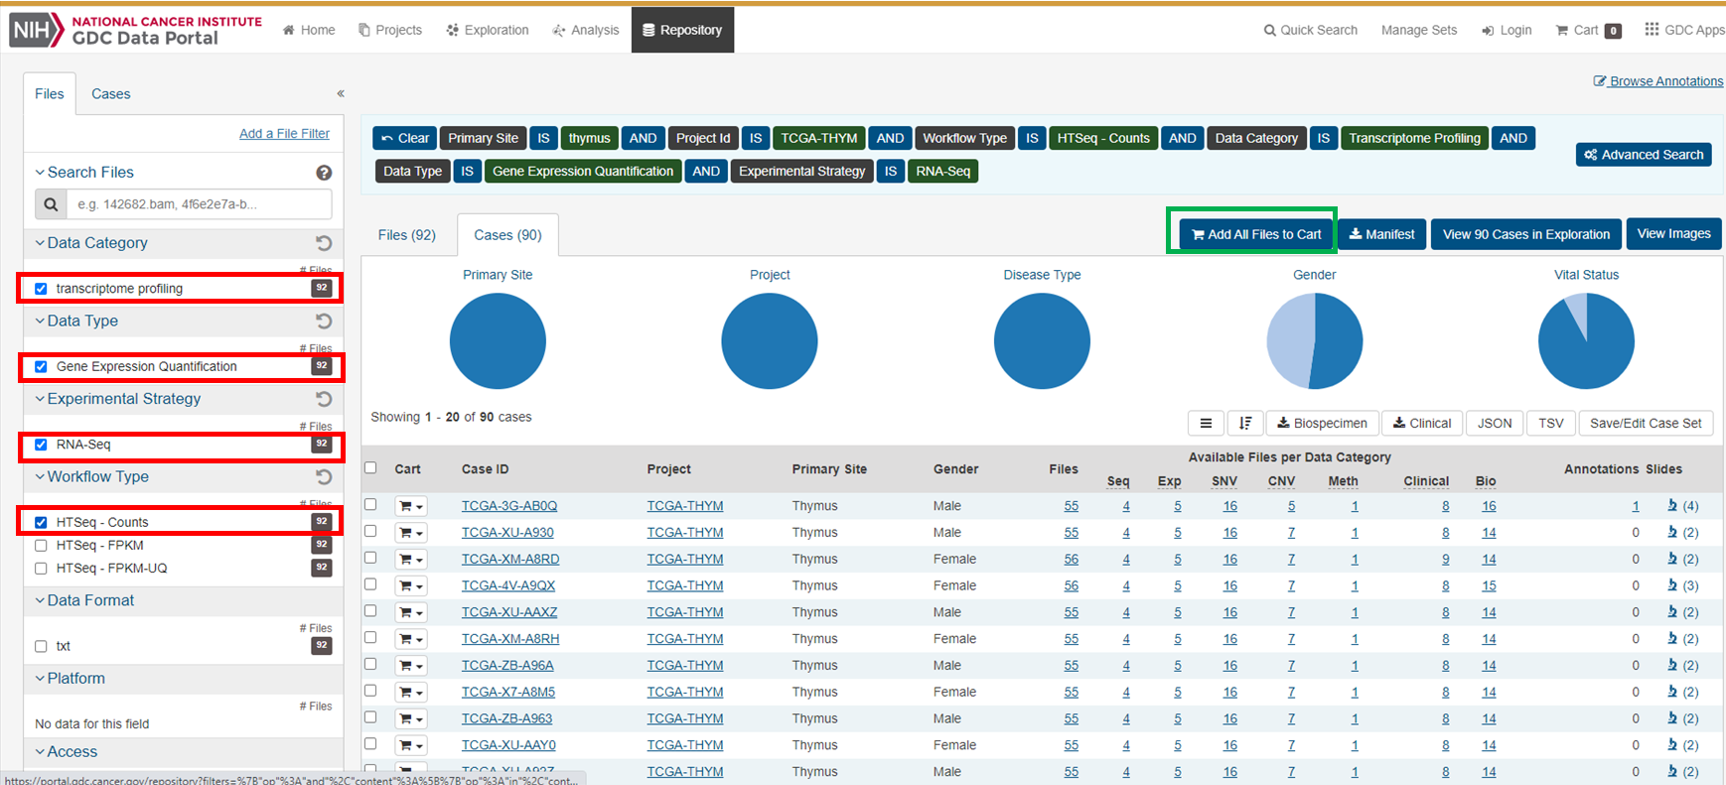 NIH NATIONAL CANCER INSTITUTE
GDC Data Portal
Home Projects Exploration Analysis Repository Quick Search Manage Sets Login Cart 0 GDC Apps
Browse Annotations
Files Cases «
Add a File Filter
Search Files
e.g. 142682.bam, 4f6e2e7a-b...
Data Category
# Files
transcriptome profiling 92
Data Type
# Files
Gene Expression Quantification 92
Experimental Strategy
# Files
RNA-Seq 92
Workflow Type
# Files
HTSeq - Counts 92
HTSeq - FPKM 92
HTSeq - FPKM-UQ 92
Data Format
# Files
txt 92
Platform
# Files
No data for this field
Access
Clear Primary Site IS thymus AND Project Id IS TCGA-THYM AND Workflow Type IS HTSeq - Counts AND Data Category IS Transcriptome Profiling AND
Data Type IS Gene Expression Quantification AND Experimental Strategy IS RNA-Seq
Advanced Search
Files (92) Cases (90)
Add All Files to Cart Manifest View 90 Cases in Exploration View Images
Primary Site Project Disease Type Gender Vital Status
Showing 1 - 20 of 90 cases
Biospecimen Clinical JSON TSV Save/Edit Case Set
Available Files per Data Category
Cart Case ID Project Primary Site Gender Files Seq Exp SNV CNV Meth Clinical Bio Annotations Slides
TCGA-3G-AB0Q TCGA-THYM Thymus Male 55 4 5 16 5 1 8 16 1 (4)
TCGA-XU-A930 TCGA-THYM Thymus Male 55 4 5 16 7 1 8 14 0 (2)
TCGA-XM-A8RD TCGA-THYM Thymus Female 56 4 5 16 7 1 9 14 0 (2)
TCGA-4V-A9QX TCGA-THYM Thymus Female 56 4 5 16 7 1 8 15 0 (3)
TCGA-XU-AAXZ TCGA-THYM Thymus Male 55 4 5 16 7 1 8 14 0 (2)
TCGA-XM-A8RH TCGA-THYM Thymus Female 55 4 5 16 7 1 8 14 0 (2)
TCGA-ZB-A96A TCGA-THYM Thymus Male 55 4 5 16 7 1 8 14 0 (2)
TCGA-X7-A8M5 TCGA-THYM Thymus Female 55 4 5 16 7 1 8 14 0 (2)
TCGA-ZB-A963 TCGA-THYM Thymus Male 55 4 5 16 7 1 8 14 0 (2)
TCGA-XU-AAY0 TCGA-THYM Thymus Female 55 4 5 16 7 1 8 14 0 (2)
TCGA-XU-A92Z TCGA-THYM Thymus Male 55 4 5 16 7 1 8 14 0 (2)
https://portal.gdc.cancer.gov/repository?filters=%7B"op"%3A"and"%2C"content"%3A%5B%7B"op"%3A"in"%2C"cont...